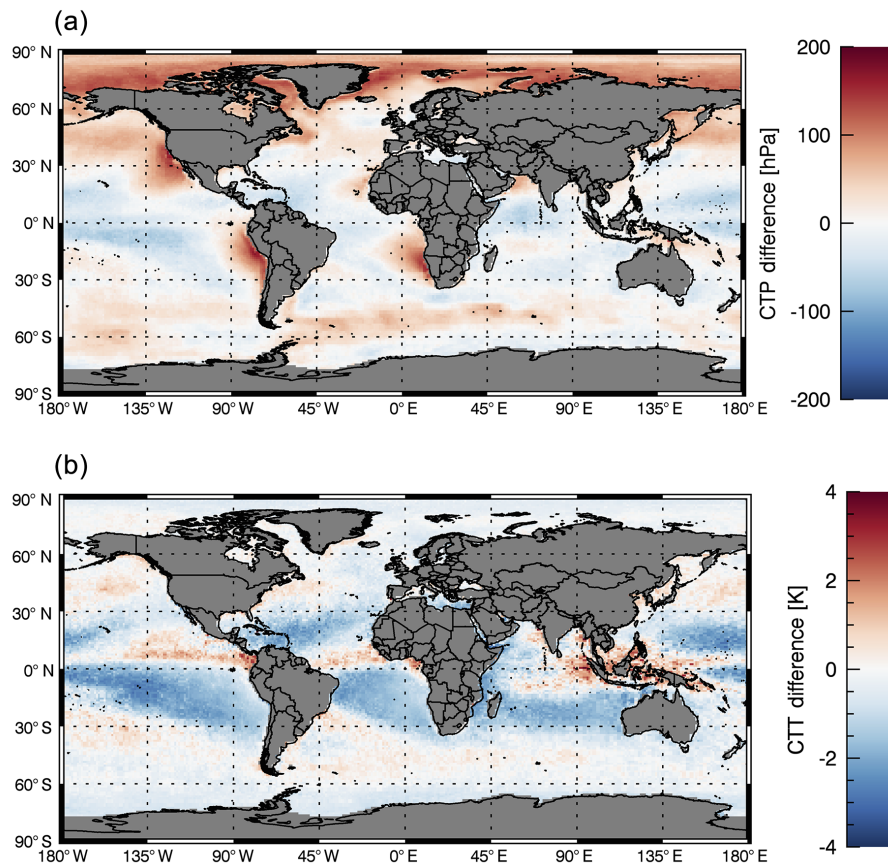 (a)
90° N
60° N
30° N
0° N
30° S
60° S
90° S
180° W 135° W 90° W 45° W 0° E 45° E 90° E 135° E 180° E
200
100
0
-100
-200
CTP difference [hPa]
(b)
90° N
60° N
30° N
0° N
30° S
60° S
90° S
180° W 135° W 90° W 45° W 0° E 45° E 90° E 135° E 180° E
4
2
0
-2
-4
CTT difference [K]